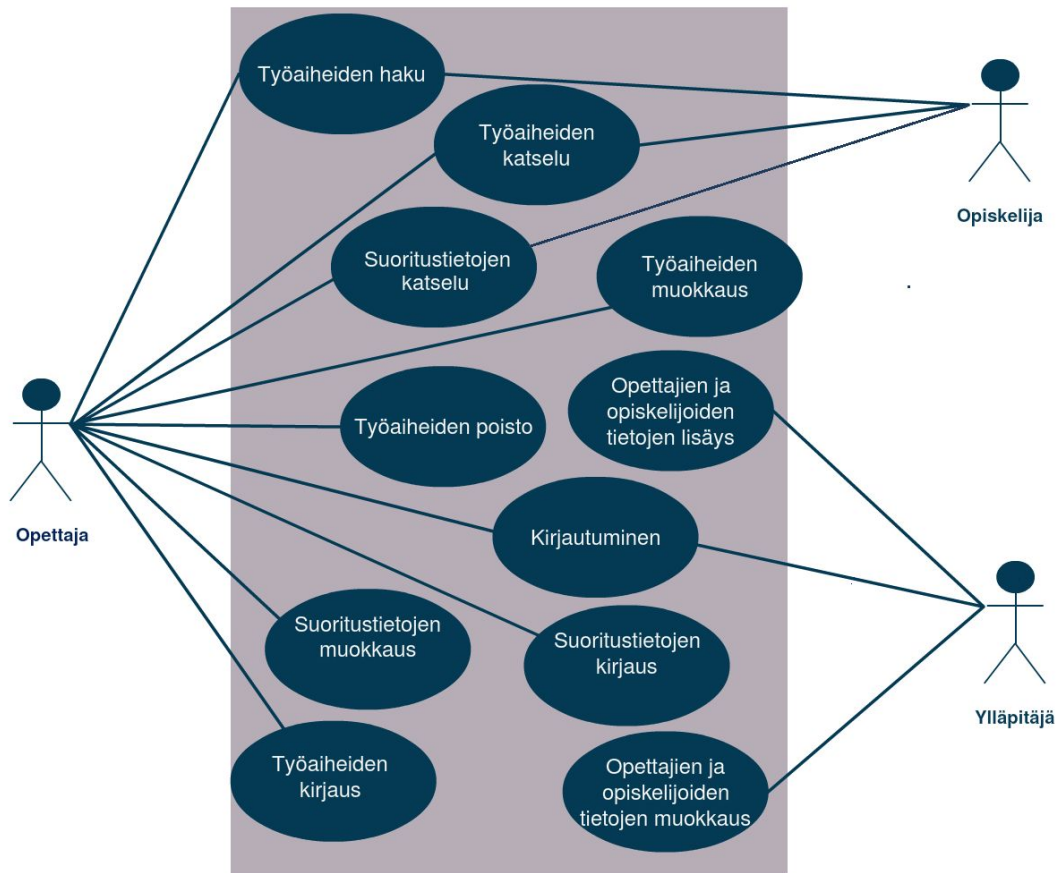 Työaiheiden haku
Työaiheiden
katselu
Opiskelija
Suoritustietojen
katselu
Työaiheiden
muokkaus
Opettajien ja
opiskelijoiden
tietojen lisäys
Työaiheiden poisto
Opettaja
Kirjautuminen
Suoritustietojen
muokkaus
Suoritustietojen
kirjaus
Ylläpitäjä
Työaiheiden
kirjaus
Opettajien ja
opiskelijoiden
tietojen muokkaus